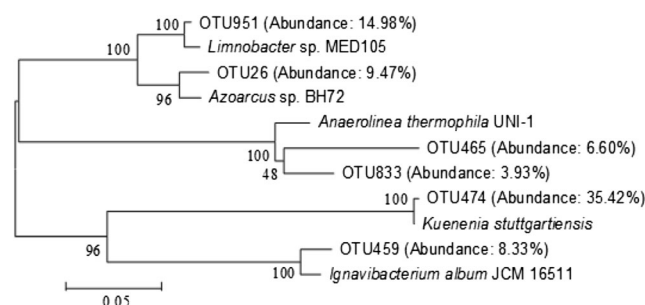 100
OTU951 (Abundance: 14.98%)
100
Limnobacter sp. MED105
OTU26 (Abundance: 9.47%)
96
Azoarcus sp. BH72
Anaerolinea thermophila UNI-1
100
OTU465 (Abundance: 6.60%)
48
OTU833 (Abundance: 3.93%)
100
OTU474 (Abundance: 35.42%)
Kuenenia stuttgartiensis
96
OTU459 (Abundance: 8.33%)
100
Ignavibacterium album JCM 16511
0.05